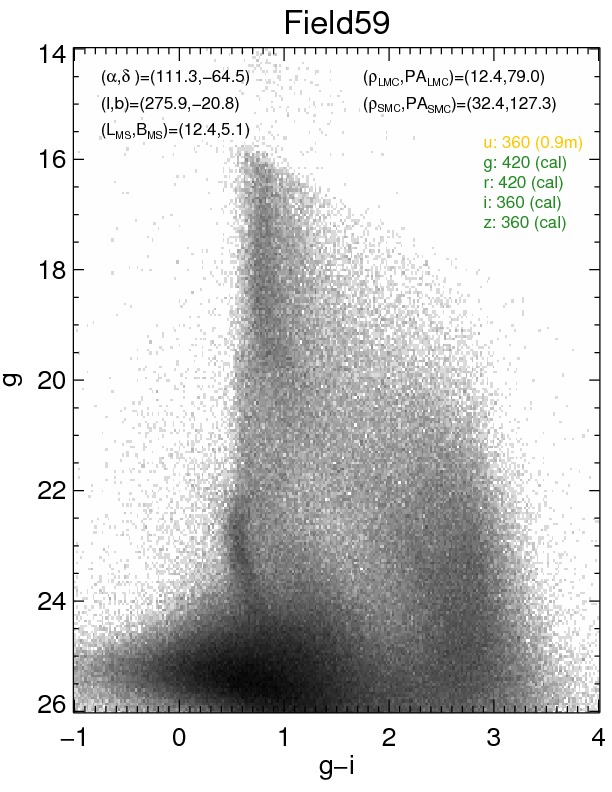 Field59
(α,δ)=(111.3,−64.5)
(l,b)=(275.9,−20.8)
(LMS,BMS)=(12.4,5.1)
(ρLMC,PALMC)=(12.4,79.0)
(ρSMC,PASMC)=(32.4,127.3)
u: 360 (0.9m)
g: 420 (cal)
r: 420 (cal)
i: 360 (cal)
z: 360 (cal)
14
16
18
20
22
24
26
g
−1 0 1 2 3 4
g−i